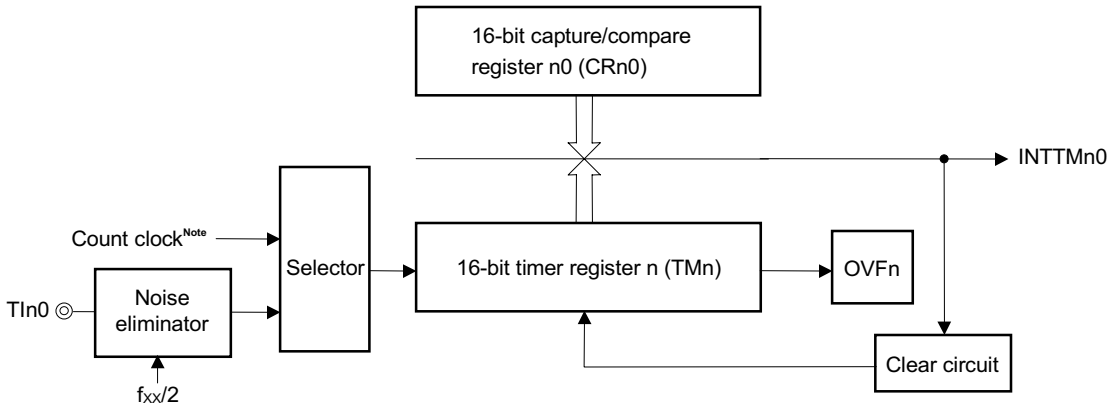 16-bit capture/compare
register n0 (CRn0)
INTTMn0
Count clockNote
Selector
16-bit timer register n (TMn)
OVFn
TIn0
Noise
eliminator
Clear circuit
fXX/2